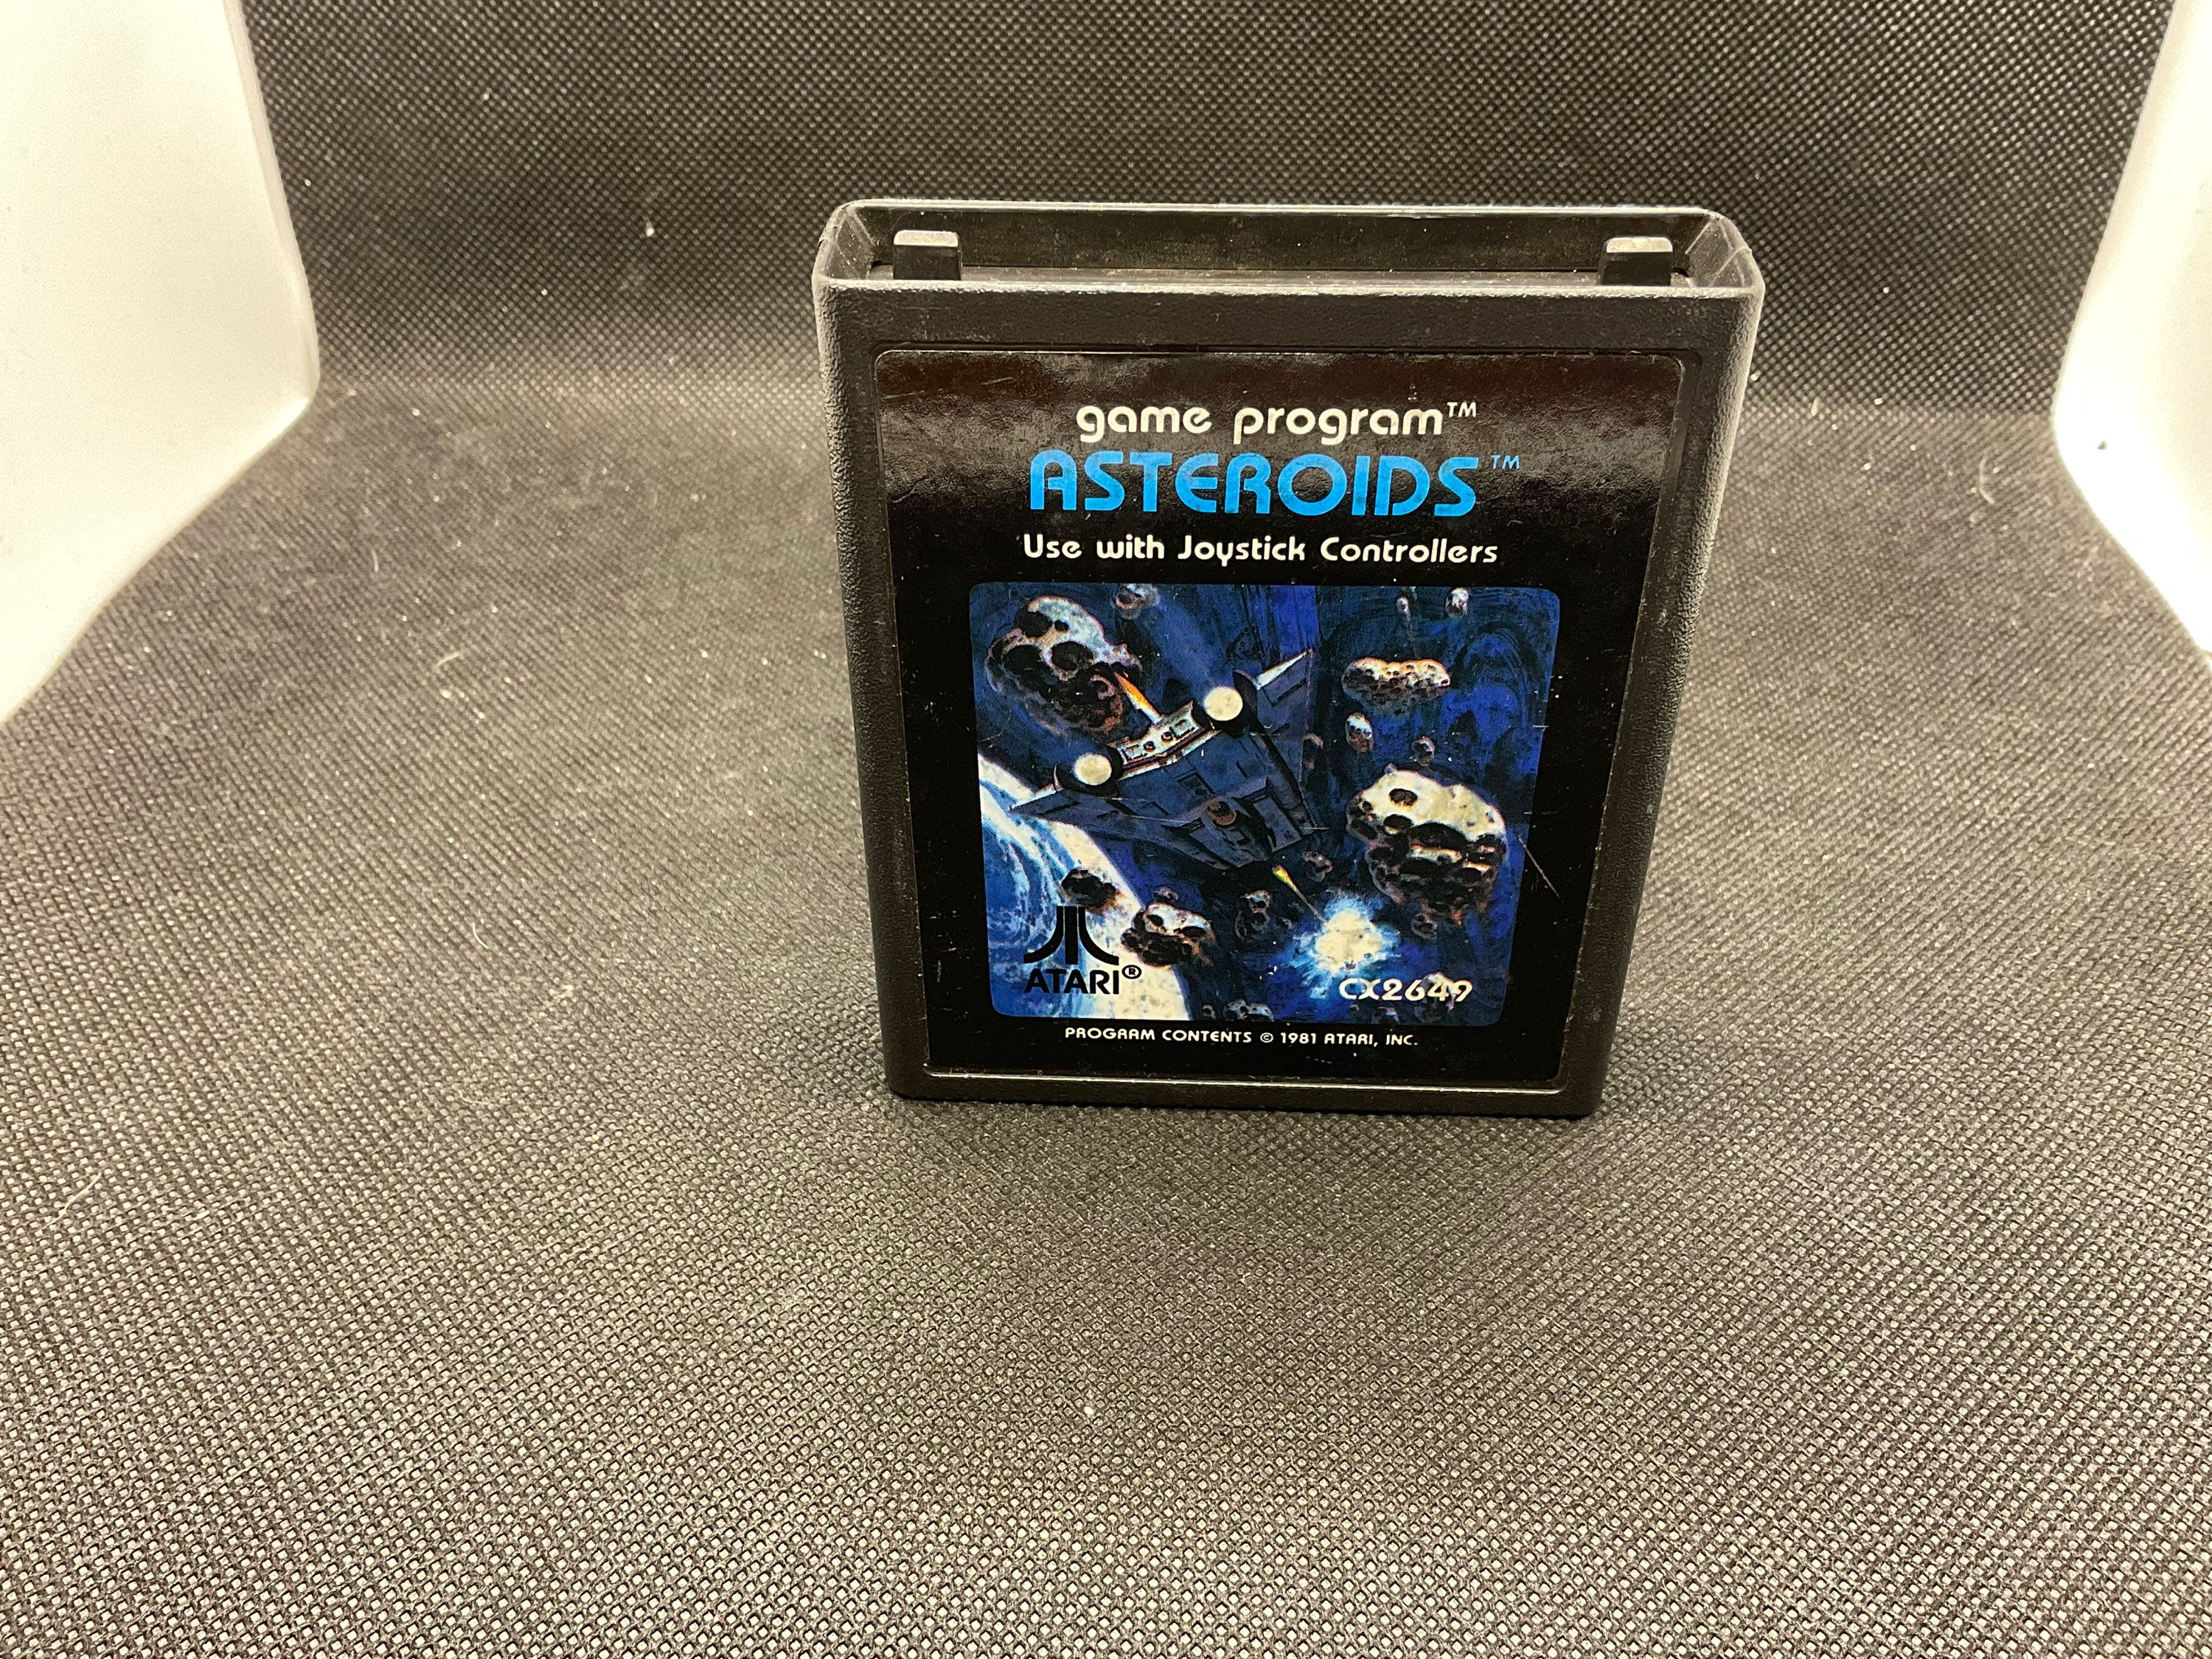 game program™
ASTEROIDS™
Use with Joystick Controllers
ATARI®
CX2649
PROGRAM CONTENTS © 1981 ATARI, INC.